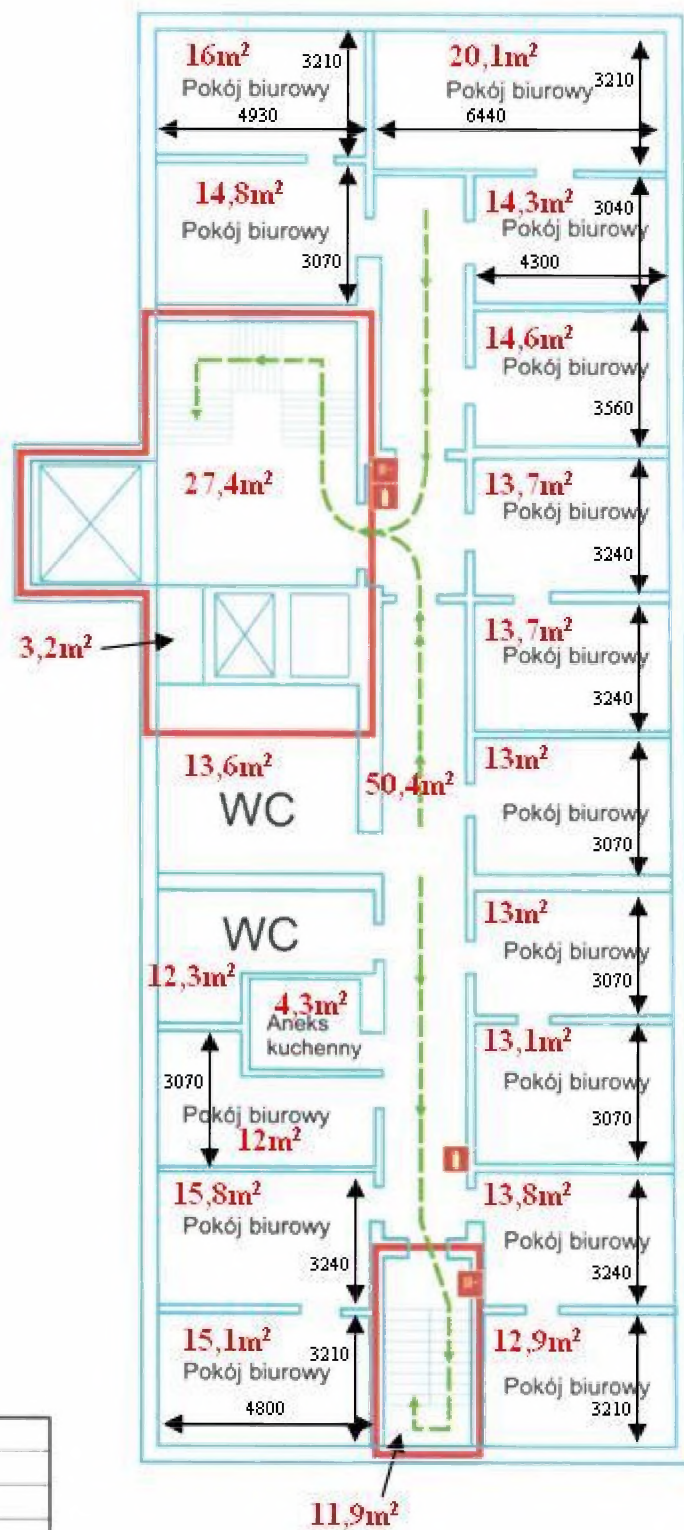 16m²
Pokój biurowy
3210
4930
20,1m²
Pokój biurowy
3210
6440
14,8m²
Pokój biurowy
3070
14,3m²
Pokój biurowy
3040
4300
14,6m²
Pokój biurowy
3560
27,4m²
13,7m²
Pokój biurowy
3240
3,2m²
13,7m²
Pokój biurowy
3240
13,6m²
WC
50,4m²
13m²
Pokój biurowy
3070
WC
12,3m²
13m²
Pokój biurowy
3070
4,3m²
Aneks
kuchenny
13,1m²
Pokój biurowy
3070
3070
Pokój biurowy
12m²
15,8m²
Pokój biurowy
3240
13,8m²
Pokój biurowy
3240
15,1m²
Pokój biurowy
3210
4800
12,9m²
Pokój biurowy
3210
11,9m²